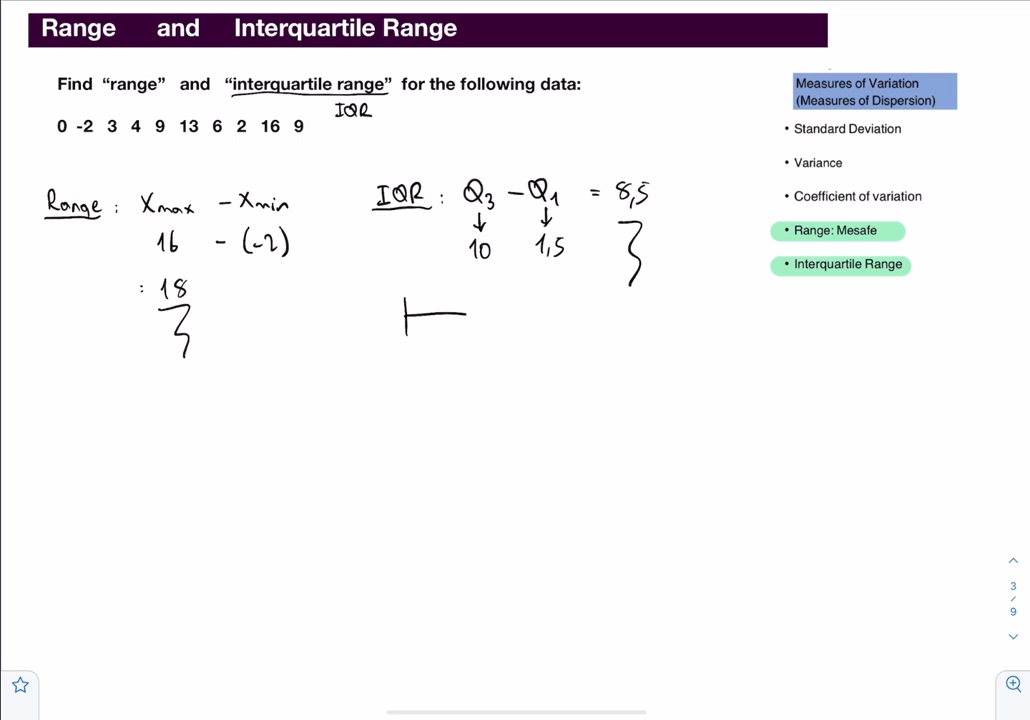 Range and Interquartile Range
Find “range” and “interquartile range” for the following data:
IQR
0 -2 3 4 9 13 6 2 16 9
Range : Xmax - Xmin
16 - (-2)
: 18
IQR : Q3 - Q1 = 8,5
10 1,5
Measures of Variation
(Measures of Dispersion)
• Standard Deviation
• Variance
• Coefficient of variation
• Range: Mesafe
• Interquartile Range
3
/
9